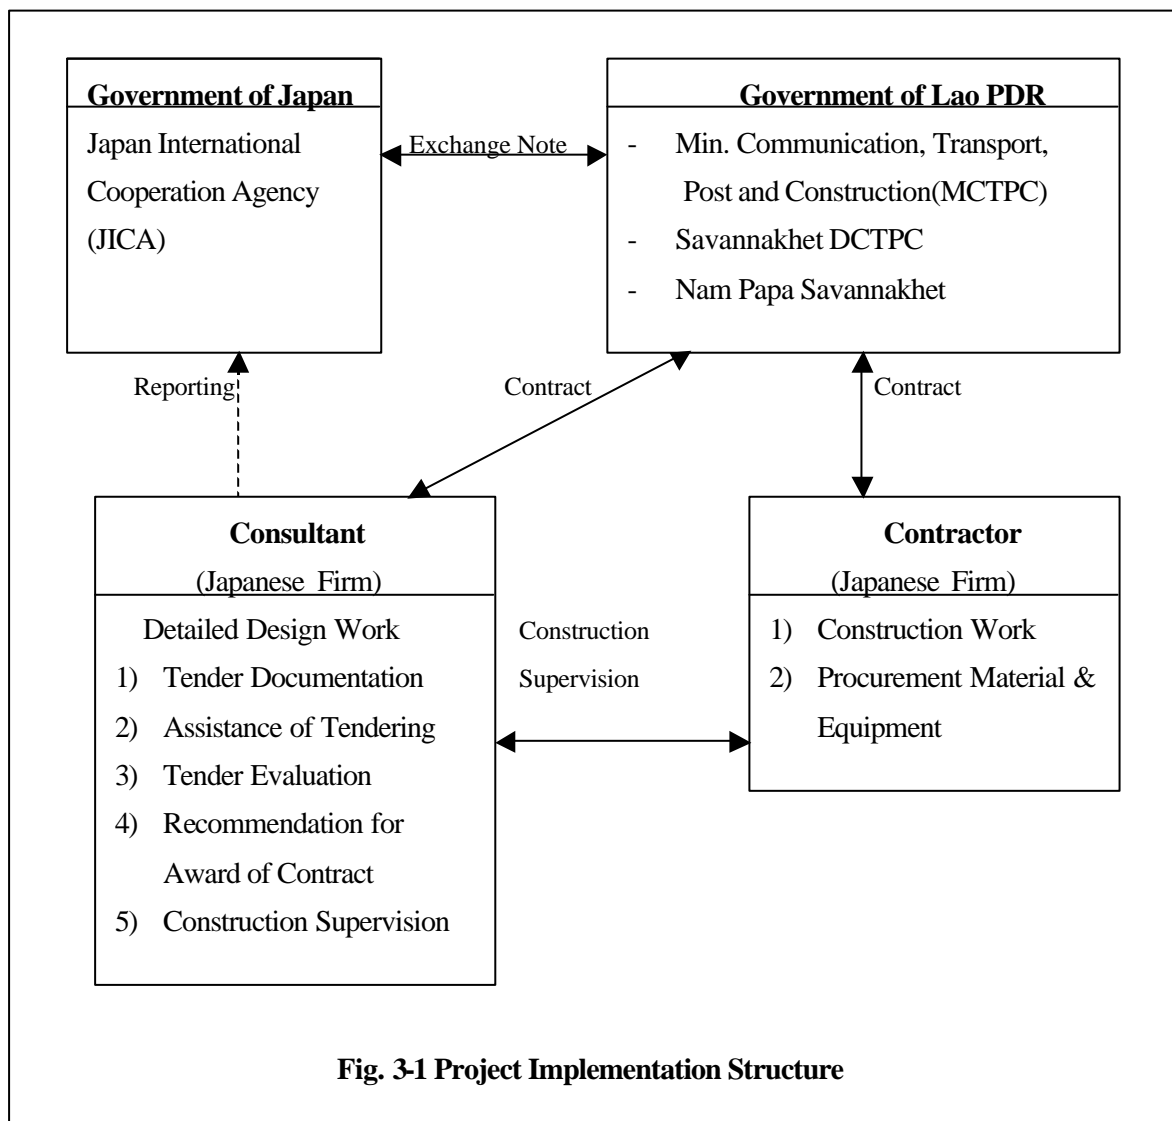 Government of Japan
Japan International
Cooperation Agency
(JICA)
Exchange Note
Government of Lao PDR
- Min. Communication, Transport,
Post and Construction(MCTPC)
- Savannakhet DCTPC
- Nam Papa Savannakhet
Reporting
Contract
Contract
Consultant
(Japanese Firm)
Detailed Design Work
1) Tender Documentation
2) Assistance of Tendering
3) Tender Evaluation
4) Recommendation for
Award of Contract
5) Construction Supervision
Construction
Supervision
Contractor
(Japanese Firm)
1) Construction Work
2) Procurement Material &
Equipment
Fig. 3-1 Project Implementation Structure